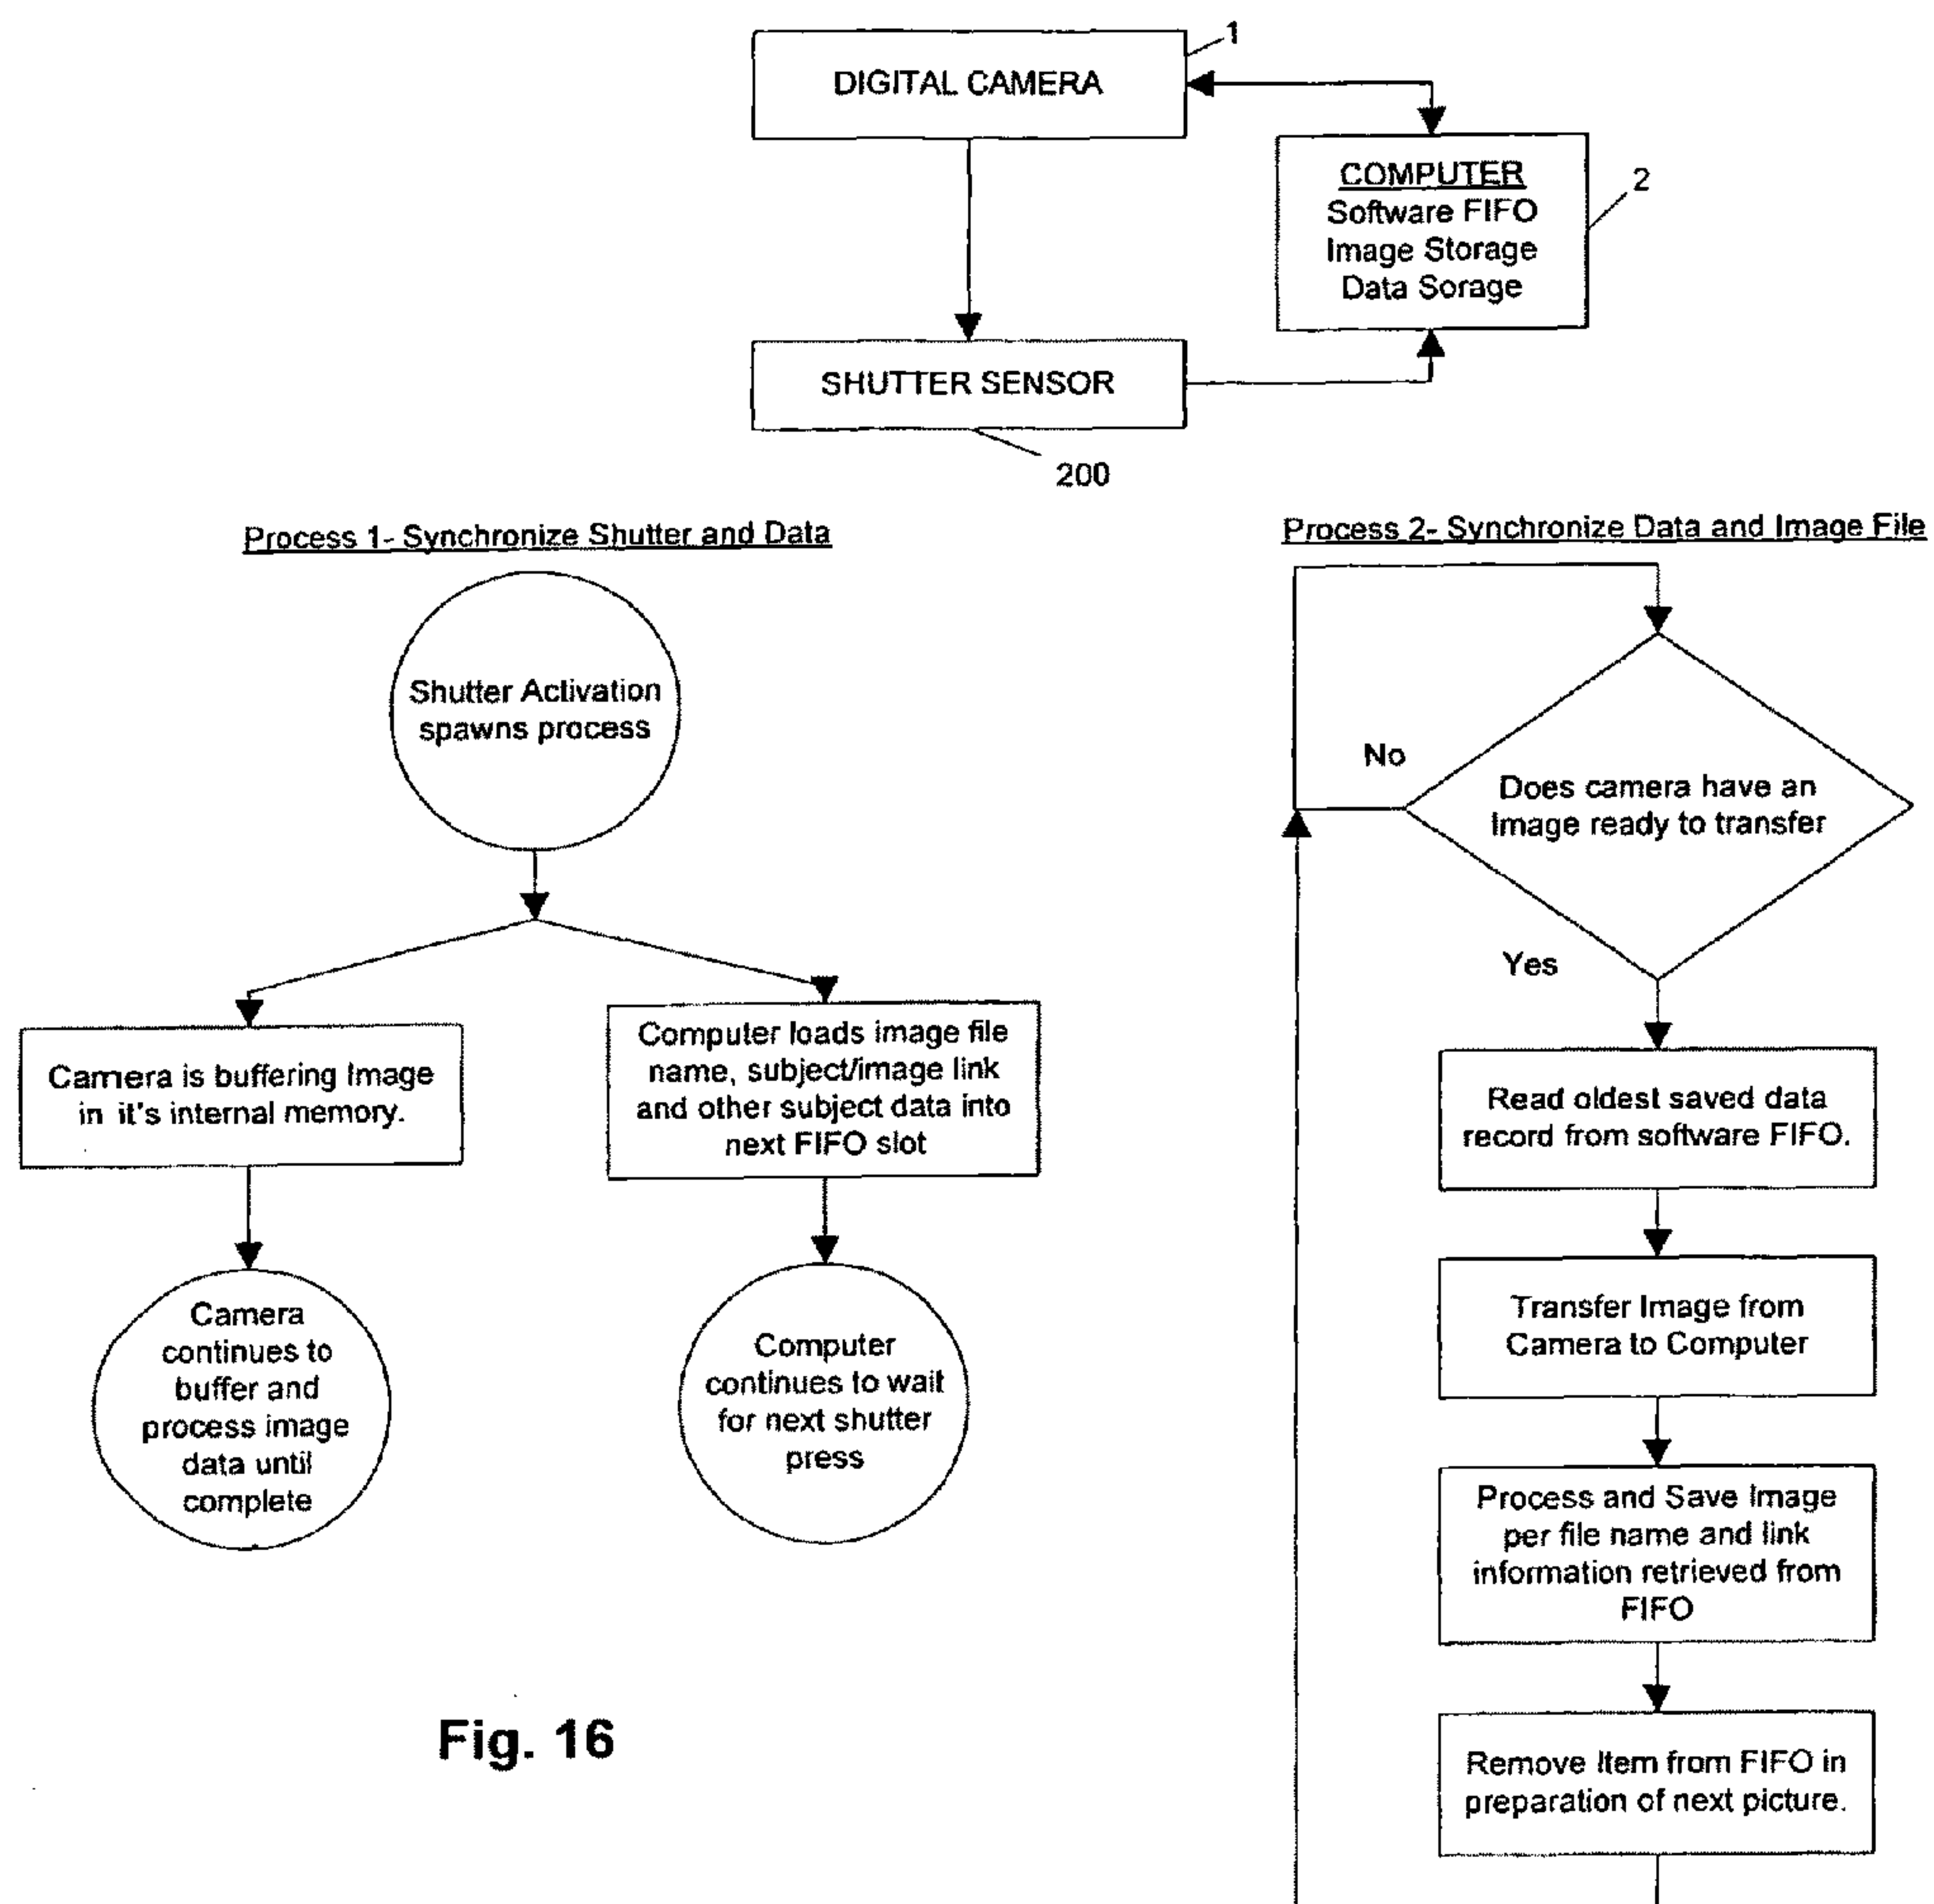 1
DIGITAL CAMERA
COMPUTER
Software FIFO
Image Storage
Data Sorage
2
SHUTTER SENSOR
200
Process 1- Synchronize Shutter and Data
Shutter Activation
spawns process
Camera is buffering Image
in it's internal memory.
Computer loads image file
name, subject/image link
and other subject data into
next FIFO slot
Camera
continues to
buffer and
process image
data until
complete
Computer
continues to wait
for next shutter
press
Process 2- Synchronize Data and Image File
No
Does camera have an
Image ready to transfer
Yes
Read oldest saved data
record from software FIFO.
Transfer Image from
Camera to Computer
Process and Save Image
per file name and link
information retrieved from
FIFO
Remove Item from FIFO in
preparation of next picture.
Fig. 16